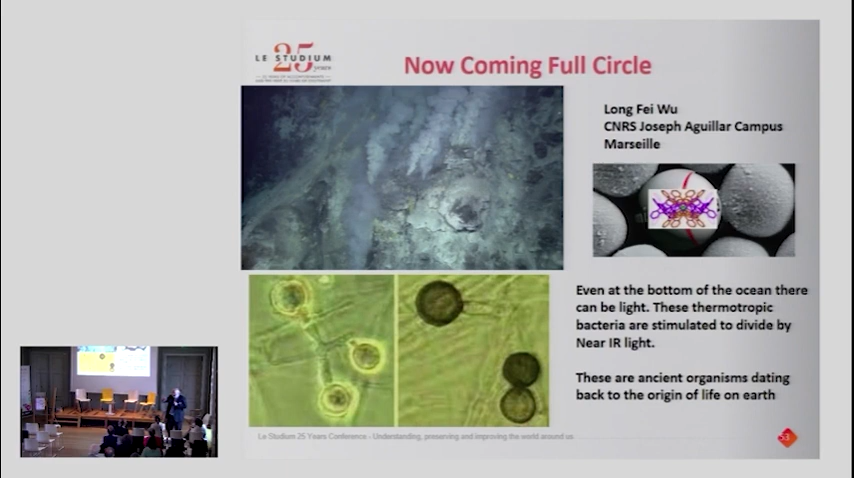 LE STUDIUM
25
years
Now Coming Full Circle
Long Fei Wu
CNRS Joseph Aguillar Campus
Marseille
Even at the bottom of the ocean there
can be light. These thermotropic
bacteria are stimulated to divide by
Near IR light.
These are ancient organisms dating
back to the origin of life on earth
Le Studium 25 Years Conference - Understanding, preserving and improving the world around us
53